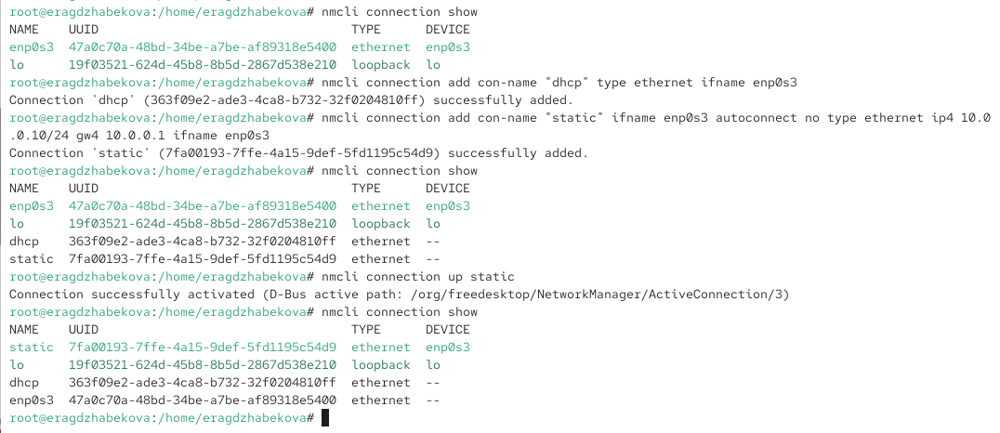 root@eragdzhabekova:/home/eragdzhabekova# nmcli connection show
NAME    UUID                                  TYPE      DEVICE
enp0s3  47a0c70a-48bd-34be-a7be-af89318e5400  ethernet  enp0s3
lo      19f03521-624d-45b8-8b5d-2867d538e210  loopback  lo
root@eragdzhabekova:/home/eragdzhabekova# nmcli connection add con-name "dhcp" type ethernet ifname enp0s3
Connection 'dhcp' (363f09e2-ade3-4ca8-b732-32f0204810ff) successfully added.
root@eragdzhabekova:/home/eragdzhabekova# nmcli connection add con-name "static" ifname enp0s3 autoconnect no type ethernet ip4 10.0
.0.10/24 gw4 10.0.0.1 ifname enp0s3
Connection 'static' (7fa00193-7ffe-4a15-9def-5fd1195c54d9) successfully added.
root@eragdzhabekova:/home/eragdzhabekova# nmcli connection show
NAME    UUID                                  TYPE      DEVICE
enp0s3  47a0c70a-48bd-34be-a7be-af89318e5400  ethernet  enp0s3
lo      19f03521-624d-45b8-8b5d-2867d538e210  loopback  lo
dhcp    363f09e2-ade3-4ca8-b732-32f0204810ff  ethernet  --
static  7fa00193-7ffe-4a15-9def-5fd1195c54d9  ethernet  --
root@eragdzhabekova:/home/eragdzhabekova# nmcli connection up static
Connection successfully activated (D-Bus active path: /org/freedesktop/NetworkManager/ActiveConnection/3)
root@eragdzhabekova:/home/eragdzhabekova# nmcli connection show
NAME    UUID                                  TYPE      DEVICE
static  7fa00193-7ffe-4a15-9def-5fd1195c54d9  ethernet  enp0s3
lo      19f03521-624d-45b8-8b5d-2867d538e210  loopback  lo
dhcp    363f09e2-ade3-4ca8-b732-32f0204810ff  ethernet  --
enp0s3  47a0c70a-48bd-34be-a7be-af89318e5400  ethernet  --
root@eragdzhabekova:/home/eragdzhabekova#